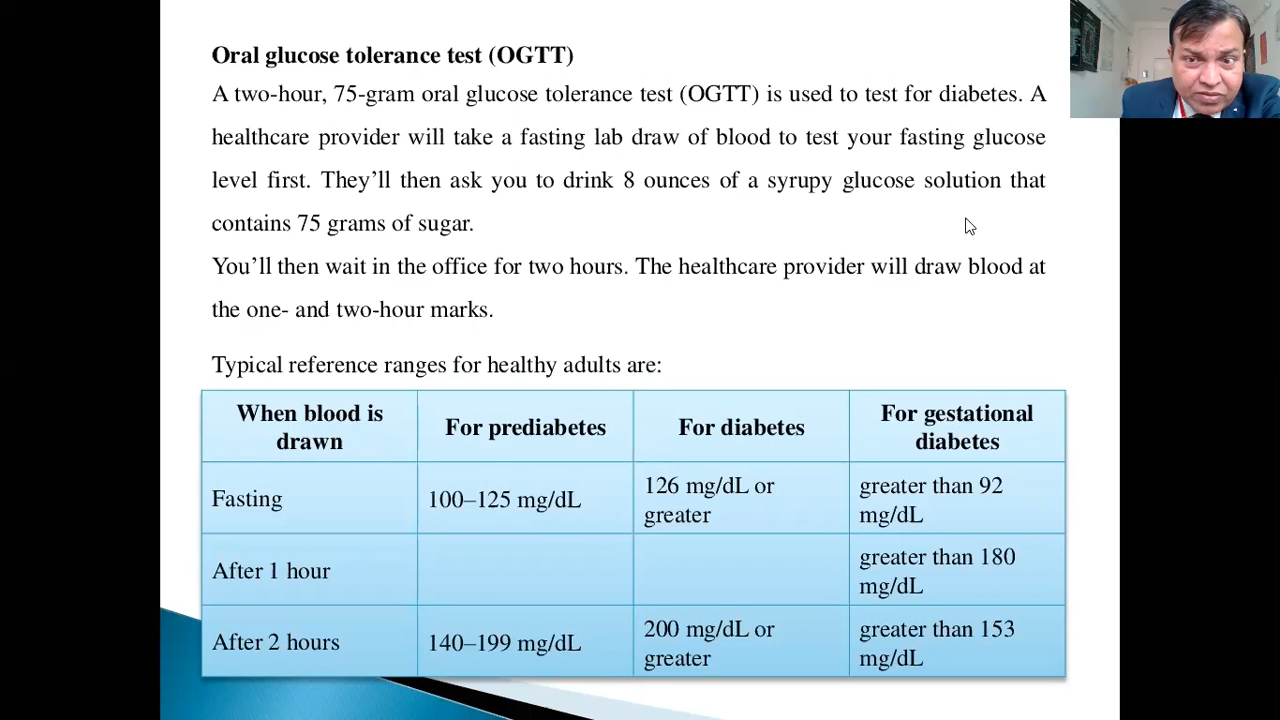 Oral glucose tolerance test (OGTT)
A two-hour, 75-gram oral glucose tolerance test (OGTT) is used to test for diabetes. A
healthcare provider will take a fasting lab draw of blood to test your fasting glucose
level first. They’ll then ask you to drink 8 ounces of a syrupy glucose solution that
contains 75 grams of sugar.
You’ll then wait in the office for two hours. The healthcare provider will draw blood at
the one- and two-hour marks.
Typical reference ranges for healthy adults are:
When blood is
drawn
For prediabetes
For diabetes
For gestational
diabetes
Fasting
100–125 mg/dL
126 mg/dL or
greater
greater than 92
mg/dL
After 1 hour
greater than 180
mg/dL
After 2 hours
140–199 mg/dL
200 mg/dL or
greater
greater than 153
mg/dL